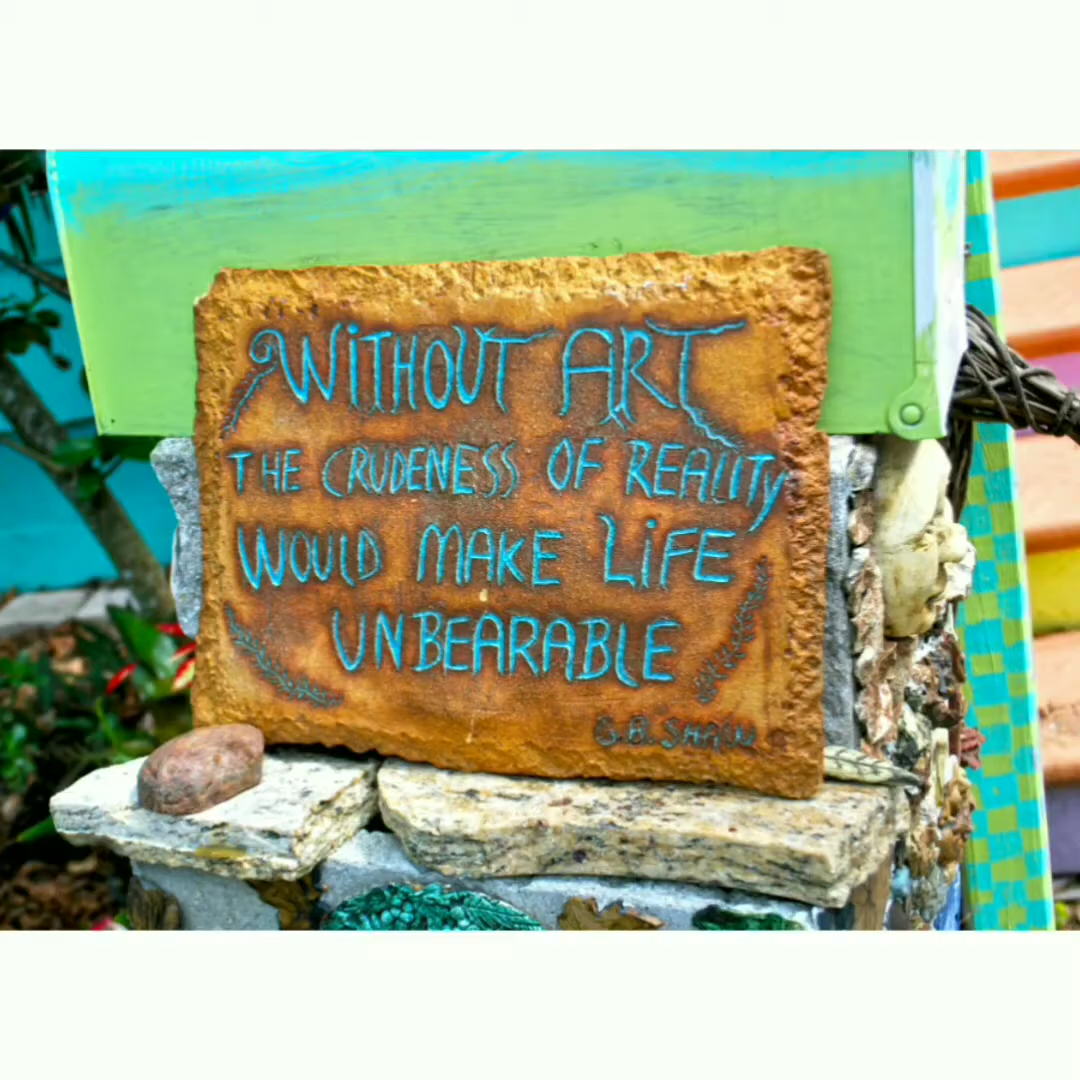 WiTHOUT ART
THE CRUDENESS OF REALITY
WOULD MAKE LiFE
UNBEARABLE
G.B. SHAW